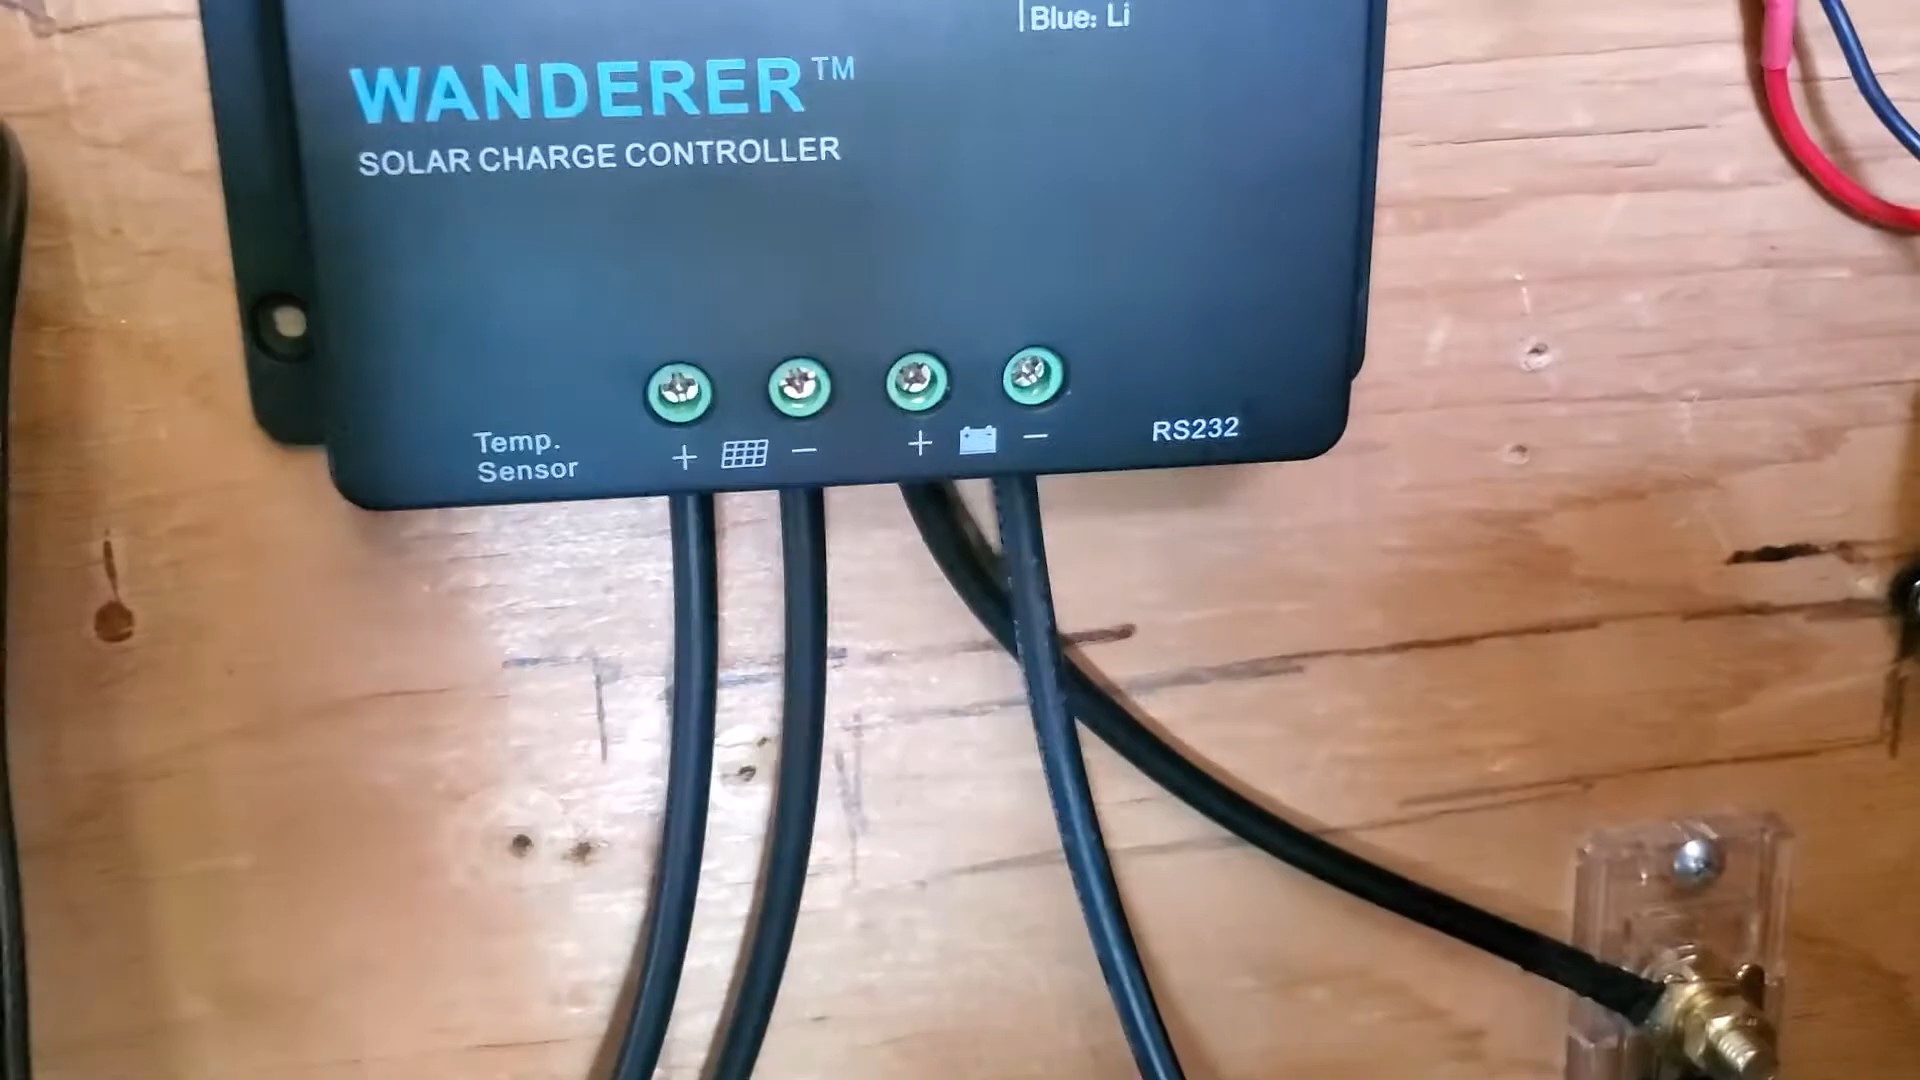 Blue: Li
WANDERER™
SOLAR CHARGE CONTROLLER
Temp.
Sensor
+ − + −
RS232